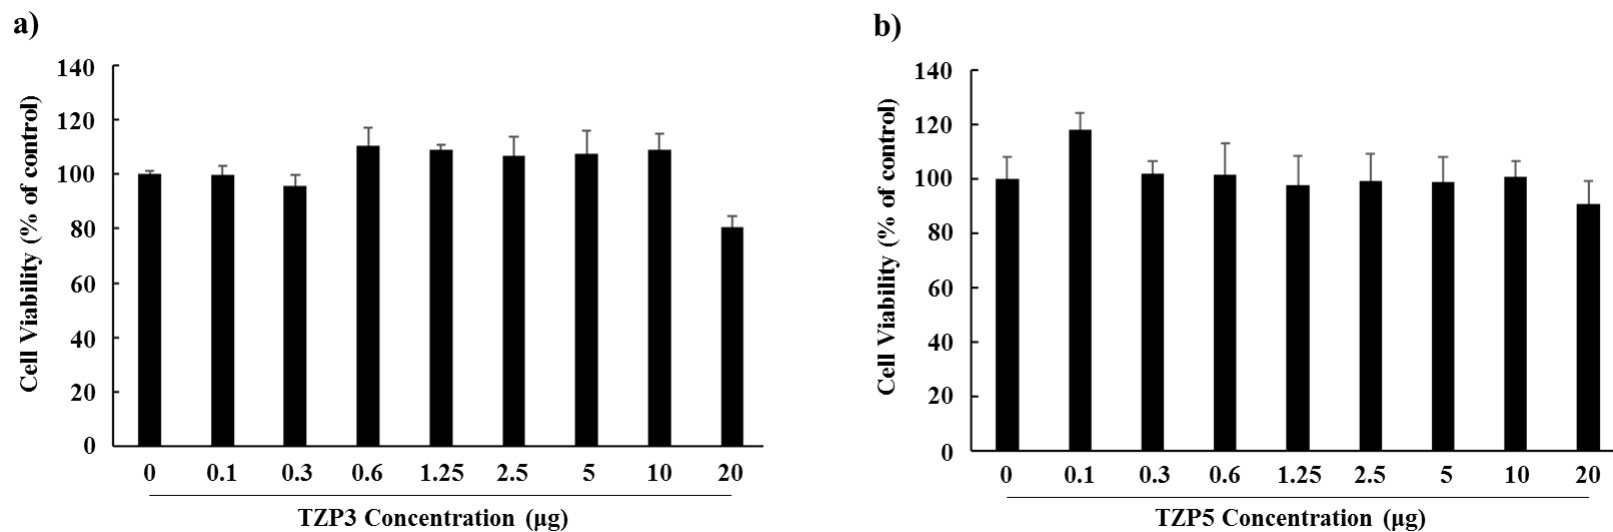 a)
Cell Viability (% of control)
140
120
100
80
60
40
20
0
0 0.1 0.3 0.6 1.25 2.5 5 10 20
TZP3 Concentration (µg)
b)
Cell Viability (% of control)
140
120
100
80
60
40
20
0
0 0.1 0.3 0.6 1.25 2.5 5 10 20
TZP5 Concentration (µg)